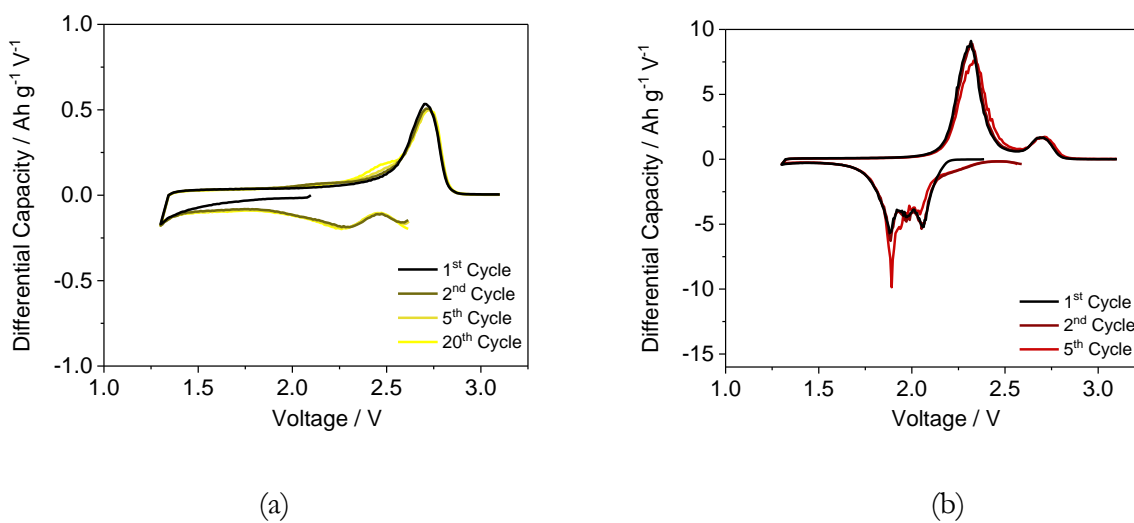 1.0
0.5
0.0
-0.5
-1.0
Differential Capacity / Ah g⁻¹ V⁻¹
1.0 1.5 2.0 2.5 3.0
Voltage / V
1ˢᵗ Cycle
2ⁿᵈ Cycle
5ᵗʰ Cycle
20ᵗʰ Cycle
(a)
10
5
0
-5
-10
-15
Differential Capacity / Ah g⁻¹ V⁻¹
1.0 1.5 2.0 2.5 3.0
Voltage / V
1ˢᵗ Cycle
2ⁿᵈ Cycle
5ᵗʰ Cycle
(b)